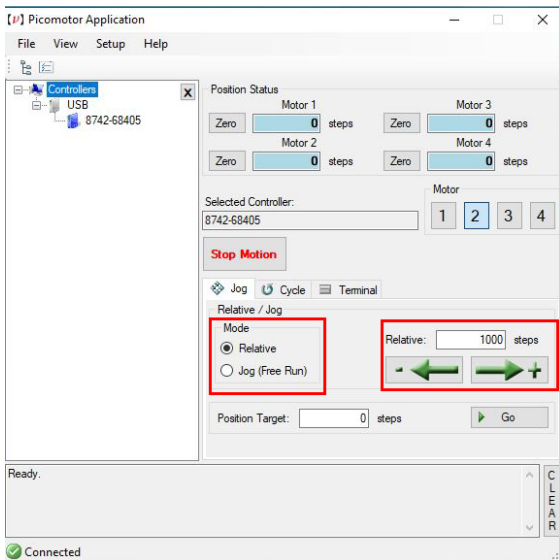 {ν} Picomotor Application
File View Setup Help
Controllers
USB
8742-68405
Position Status
Motor 1 Motor 3
Zero 0 steps Zero 0 steps
Motor 2 Motor 4
Zero 0 steps Zero 0 steps
Selected Controller:
8742-68405
Motor
1 2 3 4
Stop Motion
Jog Cycle Terminal
Relative / Jog
Mode
Relative
Jog (Free Run)
Relative: 1000 steps
- +
Position Target: 0 steps Go
Ready.
CLEAR
Connected